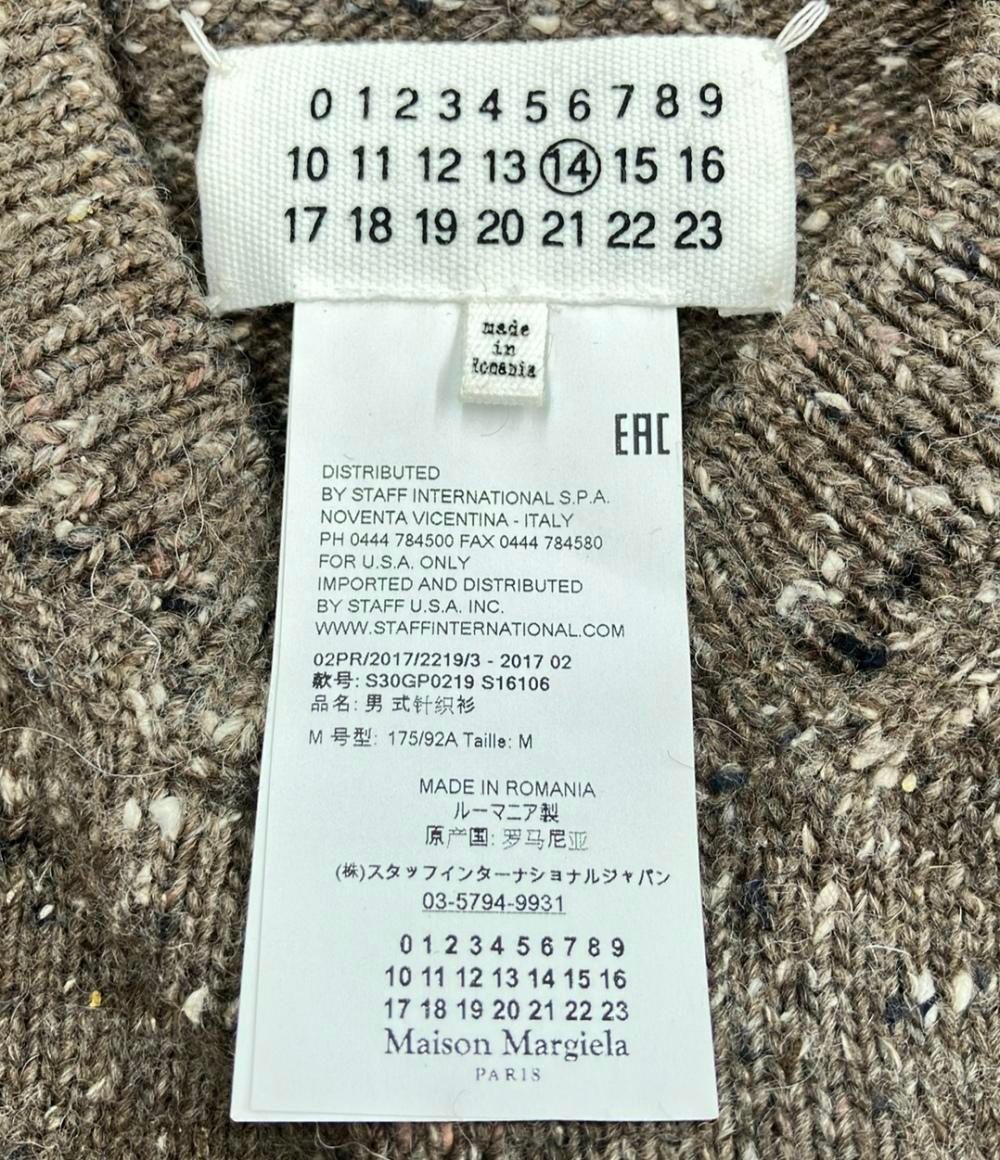 0 1 2 3 4 5 6 7 8 9
10 11 12 13 14 15 16
17 18 19 20 21 22 23
made
in
Romania
EAC
DISTRIBUTED
BY STAFF INTERNATIONAL S.P.A.
NOVENTA VICENTINA - ITALY
PH 0444 784500 FAX 0444 784580
FOR U.S.A. ONLY
IMPORTED AND DISTRIBUTED
BY STAFF U.S.A. INC.
WWW.STAFFINTERNATIONAL.COM
02PR/2017/2219/3 - 2017 02
款号: S30GP0219 S16106
品名: 男 式针织衫
M 号型: 175/92A Taille: M
MADE IN ROMANIA
ルーマニア製
原产国: 罗马尼亚
(株)スタッフインターナショナルジャパン
03-5794-9931
0 1 2 3 4 5 6 7 8 9
10 11 12 13 14 15 16
17 18 19 20 21 22 23
Maison Margiela
PARIS